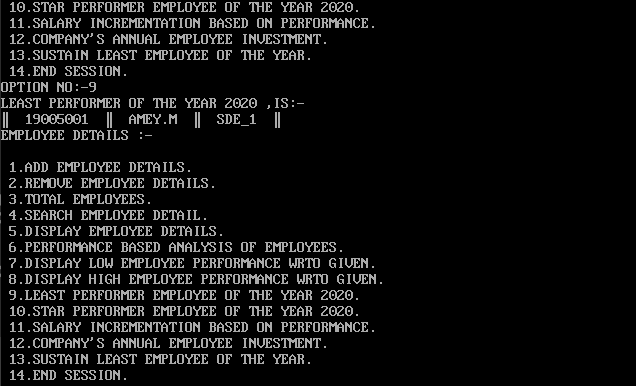 10.STAR PERFORMER EMPLOYEE OF THE YEAR 2020.
11.SALARY INCREMENTATION BASED ON PERFORMANCE.
12.COMPANY'S ANNUAL EMPLOYEE INVESTMENT.
13.SUSTAIN LEAST EMPLOYEE OF THE YEAR.
14.END SESSION.
OPTION NO:-9
LEAST PERFORMER OF THE YEAR 2020 ,IS:-
║ 19005001 ║ AMEY.M ║ SDE_1 ║
EMPLOYEE DETAILS :-
1.ADD EMPLOYEE DETAILS.
2.REMOVE EMPLOYEE DETAILS.
3.TOTAL EMPLOYEES.
4.SEARCH EMPLOYEE DETAIL.
5.DISPLAY EMPLOYEE DETAILS.
6.PERFORMANCE BASED ANALYSIS OF EMPLOYEES.
7.DISPLAY LOW EMPLOYEE PERFORMANCE WRTO GIVEN.
8.DISPLAY HIGH EMPLOYEE PERFORMANCE WRTO GIVEN.
9.LEAST PERFORMER EMPLOYEE OF THE YEAR 2020.
10.STAR PERFORMER EMPLOYEE OF THE YEAR 2020.
11.SALARY INCREMENTATION BASED ON PERFORMANCE.
12.COMPANY'S ANNUAL EMPLOYEE INVESTMENT.
13.SUSTAIN LEAST EMPLOYEE OF THE YEAR.
14.END SESSION.